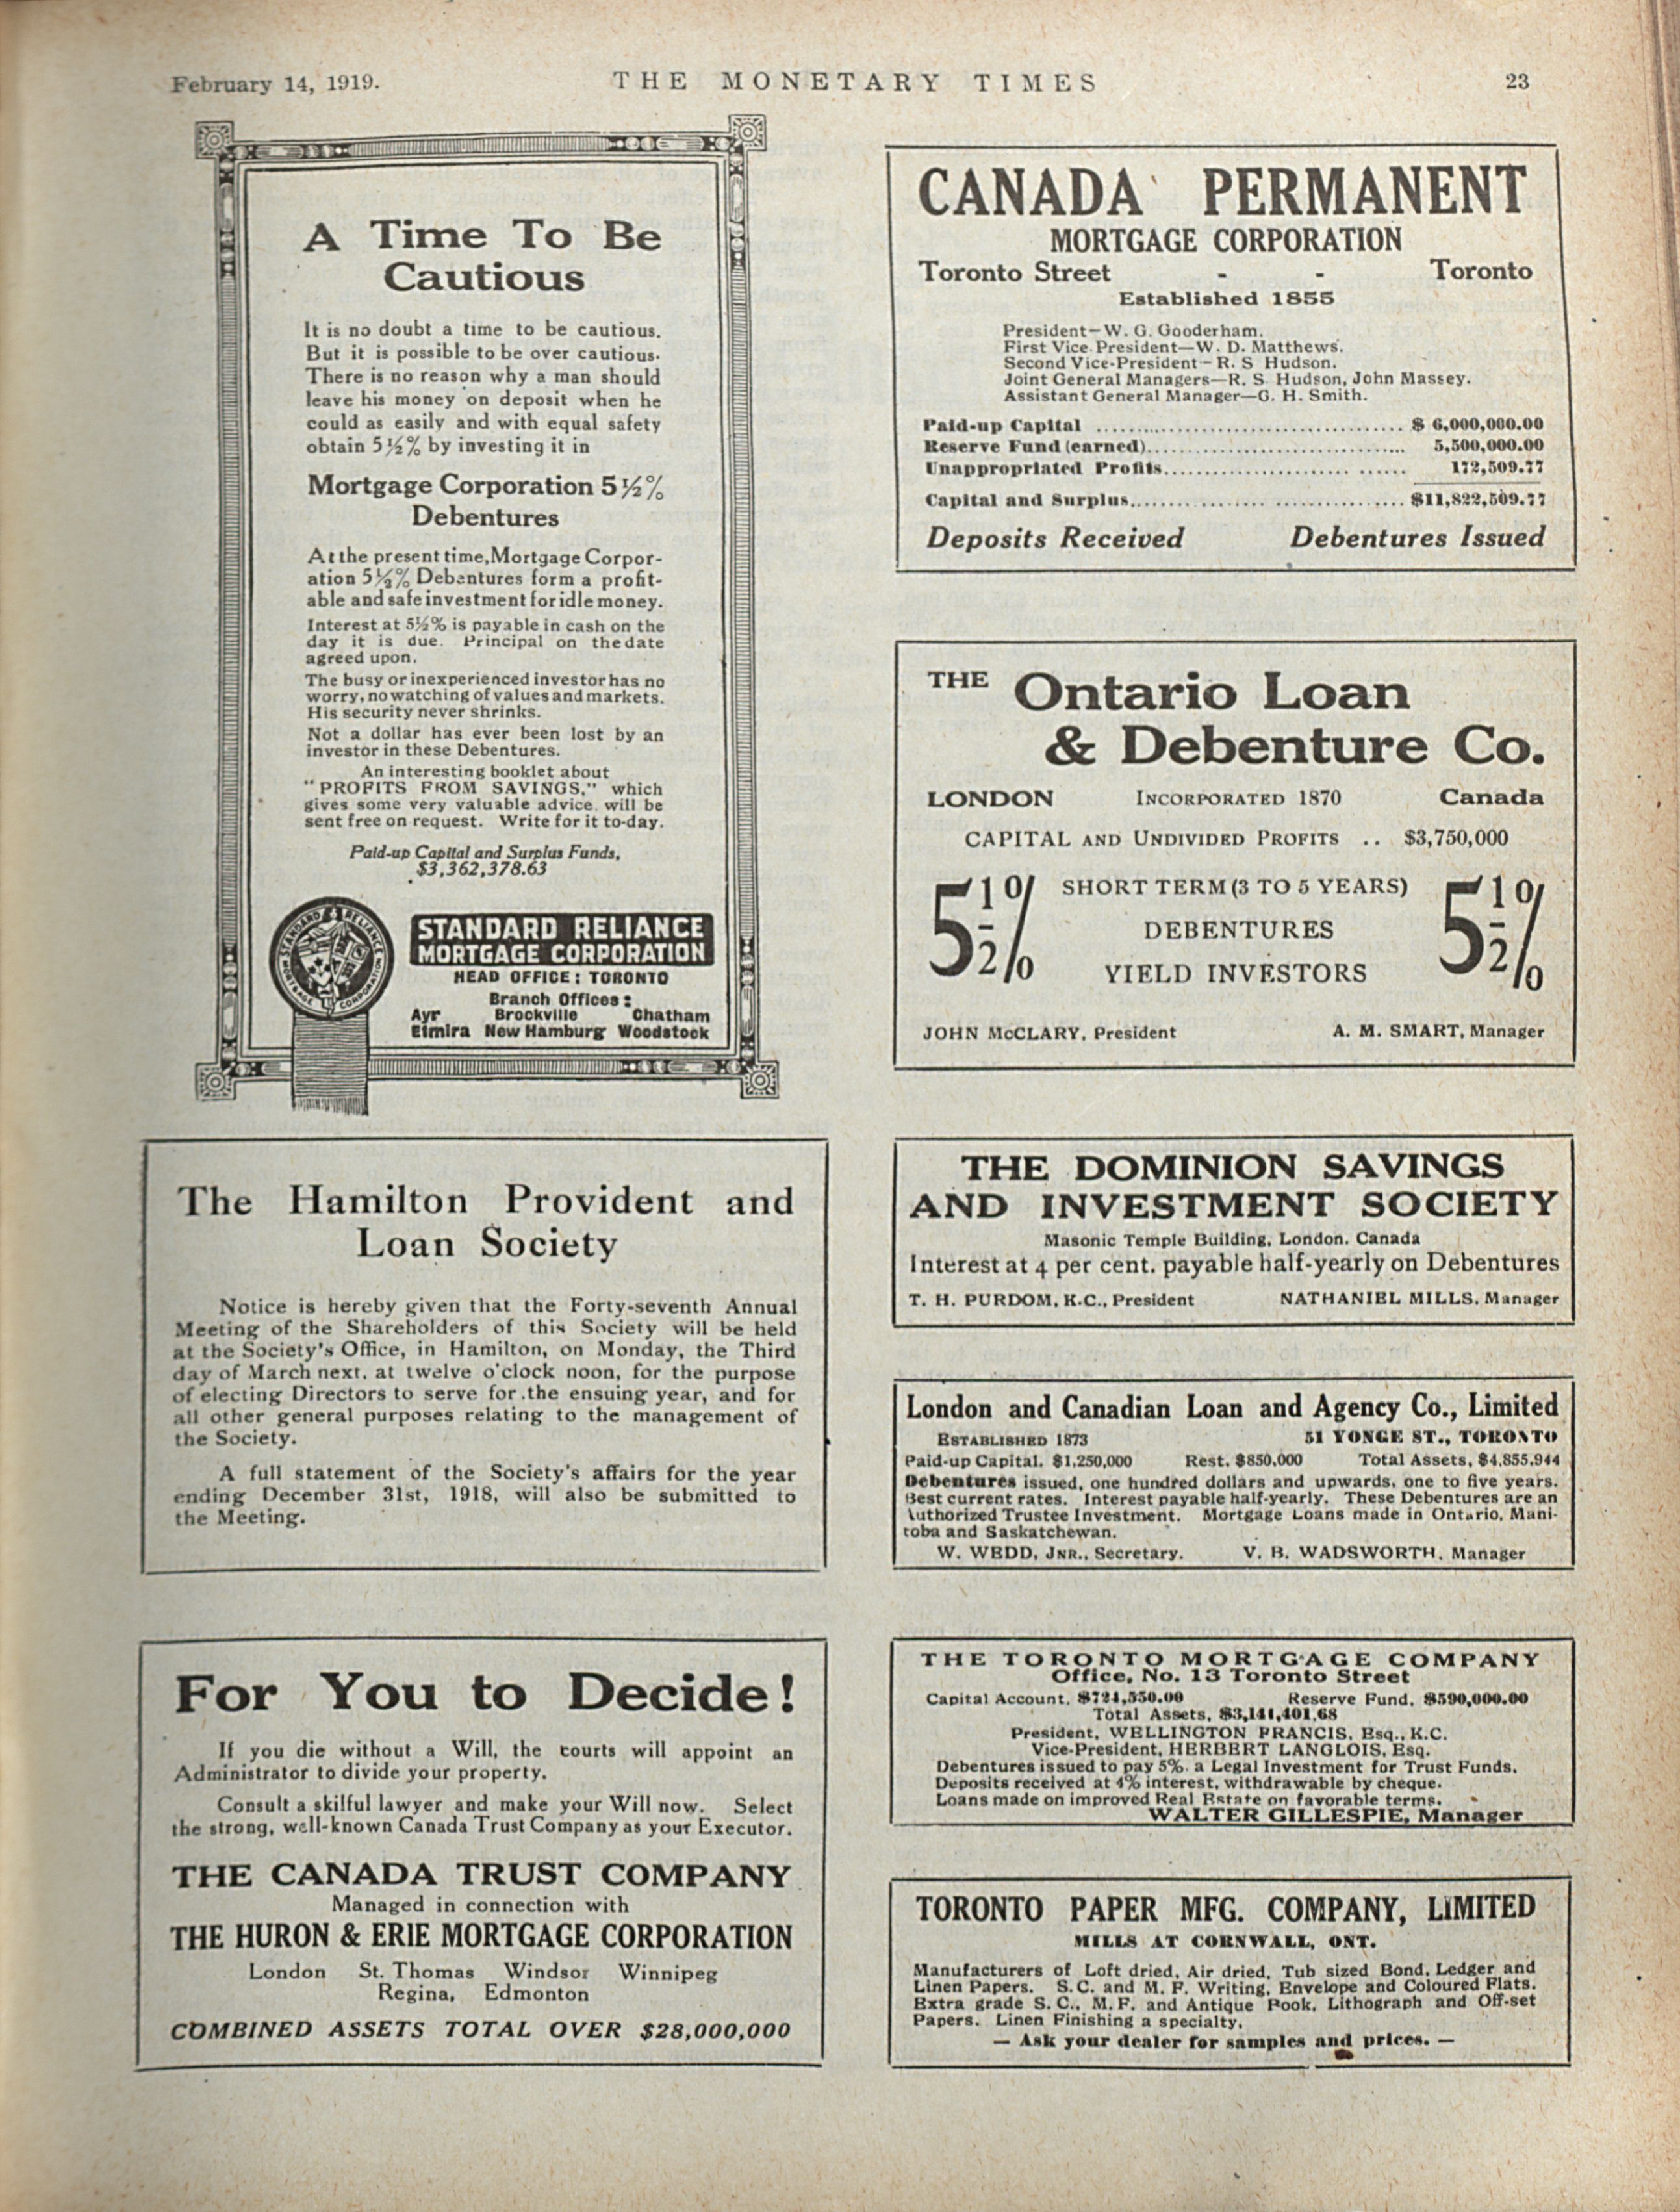 February 14, 1919.
THE MONETARY TIMES
23
A Time To Be
Cautious
It is no doubt a time to be cautious.
But it is possible to be over cautious.
There is no reason why a man should
leave his money on deposit when he
could as easily and with equal safety
obtain 5½% by investing it in
Mortgage Corporation 5½%
Debentures
At the present time, Mortgage Corpor-
ation 5½% Debentures form a profit-
able and safe investment for idle money.
Interest at 5½% is payable in cash on the
day it is due. Principal on the date
agreed upon.
The busy or inexperienced investor has no
worry, no watching of values and markets.
His security never shrinks.
Not a dollar has ever been lost by an
investor in these Debentures.
An interesting booklet about
"PROFITS FROM SAVINGS," which
gives some very valuable advice, will be
sent free on request. Write for it to-day.
Paid-up Capital and Surplus Funds,
$3,362,378.63
STANDARD RELIANCE
MORTGAGE CORPORATION
STANDARD RELIANCE
MORTGAGE CORPORATION
HEAD OFFICE: TORONTO
Branch Offices:
Ayr Brockville Chatham
Elmira New Hamburg Woodstock
The Hamilton Provident and
Loan Society
Notice is hereby given that the Forty-seventh Annual
Meeting of the Shareholders of this Society will be held
at the Society's Office, in Hamilton, on Monday, the Third
day of March next, at twelve o'clock noon, for the purpose
of electing Directors to serve for the ensuing year, and for
all other general purposes relating to the management of
the Society.
A full statement of the Society's affairs for the year
ending December 31st, 1918, will also be submitted to
the Meeting.
For You to Decide!
If you die without a Will, the courts will appoint an
Administrator to divide your property.
Consult a skilful lawyer and make your Will now. Select
the strong, well-known Canada Trust Company as your Executor.
THE CANADA TRUST COMPANY
Managed in connection with
THE HURON & ERIE MORTGAGE CORPORATION
London St. Thomas Windsor Winnipeg
Regina, Edmonton
COMBINED ASSETS TOTAL OVER $28,000,000
CANADA PERMANENT
MORTGAGE CORPORATION
Toronto Street - - Toronto
Established 1855
President—W. G. Gooderham.
First Vice-President—W. D. Matthews.
Second Vice-President—R. S Hudson.
Joint General Managers—R. S. Hudson, John Massey.
Assistant General Manager—G. H. Smith.
Paid-up Capital ........ $ 6,000,000.00
Reserve Fund (earned)........ 5,500,000.00
Unappropriated Profits........ 172,509.77
Capital and Surplus........ $11,822,509.77
Deposits Received Debentures Issued
THE Ontario Loan
& Debenture Co.
LONDON INCORPORATED 1870 Canada
CAPITAL AND UNDIVIDED PROFITS .. $3,750,000
5½% SHORT TERM (3 TO 5 YEARS) 5½%
DEBENTURES
YIELD INVESTORS
JOHN McCLARY, President A. M. SMART, Manager
THE DOMINION SAVINGS
AND INVESTMENT SOCIETY
Masonic Temple Building, London, Canada
Interest at 4 per cent. payable half-yearly on Debentures
T. H. PURDOM, K.C., President NATHANIEL MILLS, Manager
London and Canadian Loan and Agency Co., Limited
ESTABLISHED 1873 51 YONGE ST., TORONTO
Paid-up Capital, $1,250,000 Rest, $850,000 Total Assets, $4,855,944
Debentures issued, one hundred dollars and upwards, one to five years.
Best current rates. Interest payable half-yearly. These Debentures are an
Authorized Trustee Investment. Mortgage Loans made in Ontario, Mani-
toba and Saskatchewan.
W. WEDD, JNR., Secretary. V. B. WADSWORTH, Manager
THE TORONTO MORTGAGE COMPANY
Office, No. 13 Toronto Street
Capital Account, $724,550.00 Reserve Fund, $590,000.00
Total Assets, $3,141,401.68
President, WELLINGTON FRANCIS, Esq., K.C.
Vice-President, HERBERT LANGLOIS, Esq.
Debentures issued to pay 5%, a Legal Investment for Trust Funds.
Deposits received at 4% interest, withdrawable by cheque.
Loans made on improved Real Estate on favorable terms.
WALTER GILLESPIE, Manager
TORONTO PAPER MFG. COMPANY, LIMITED
MILLS AT CORNWALL, ONT.
Manufacturers of Loft dried, Air dried, Tub sized Bond, Ledger and
Linen Papers. S. C. and M. F. Writing, Envelope and Coloured Flats.
Extra grade S. C., M. F. and Antique Book, Lithograph and Off-set
Papers. Linen Finishing a specialty.
— Ask your dealer for samples and prices. —